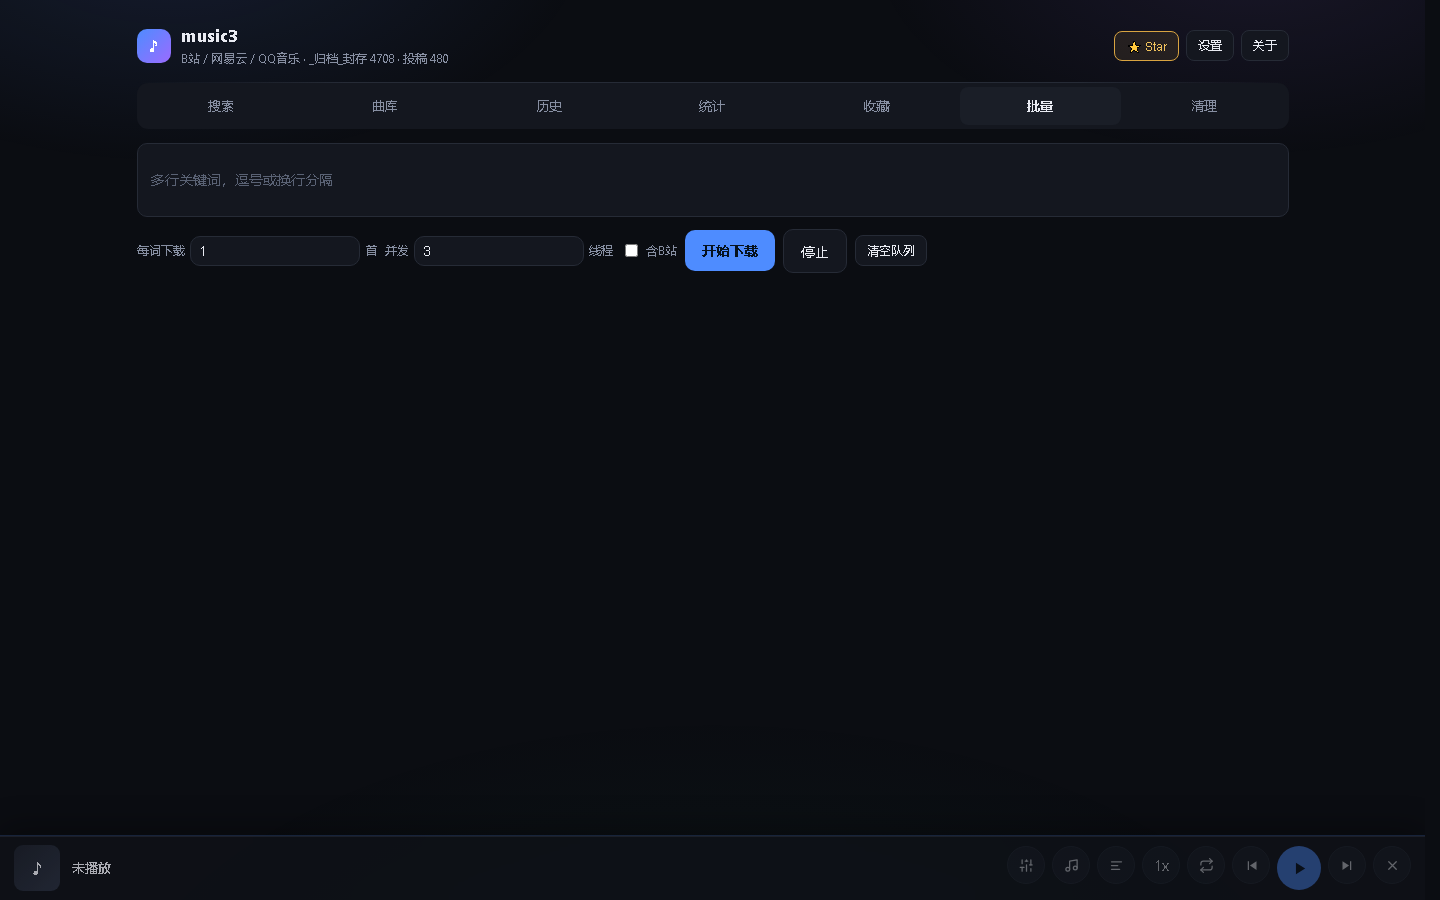 music3
B站 / 网易云 / QQ音乐 · _归档_封存 4708 · 投稿 480
★ Star
设置
关于
搜索
曲库
历史
统计
收藏
批量
清理
多行关键词，逗号或换行分隔
每词下载 1 首 并发 3 线程 含B站 开始下载 停止 清空队列
未播放
1x